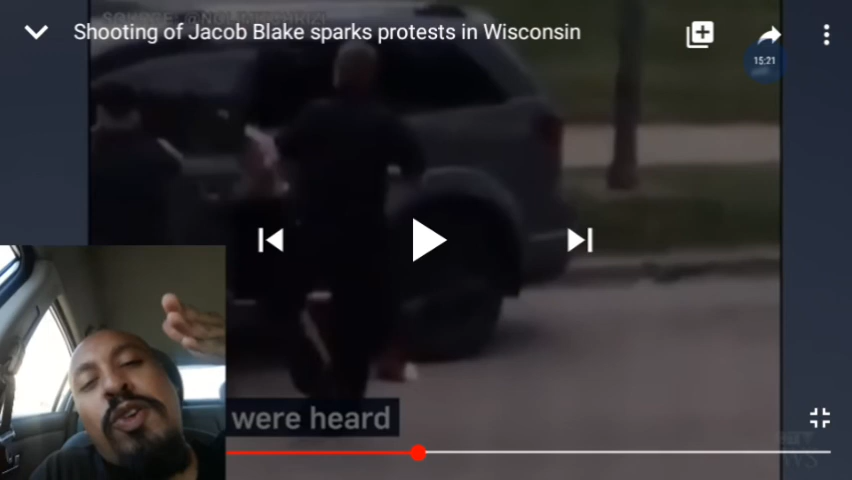 Shooting of Jacob Blake sparks protests in Wisconsin
15:21
were heard